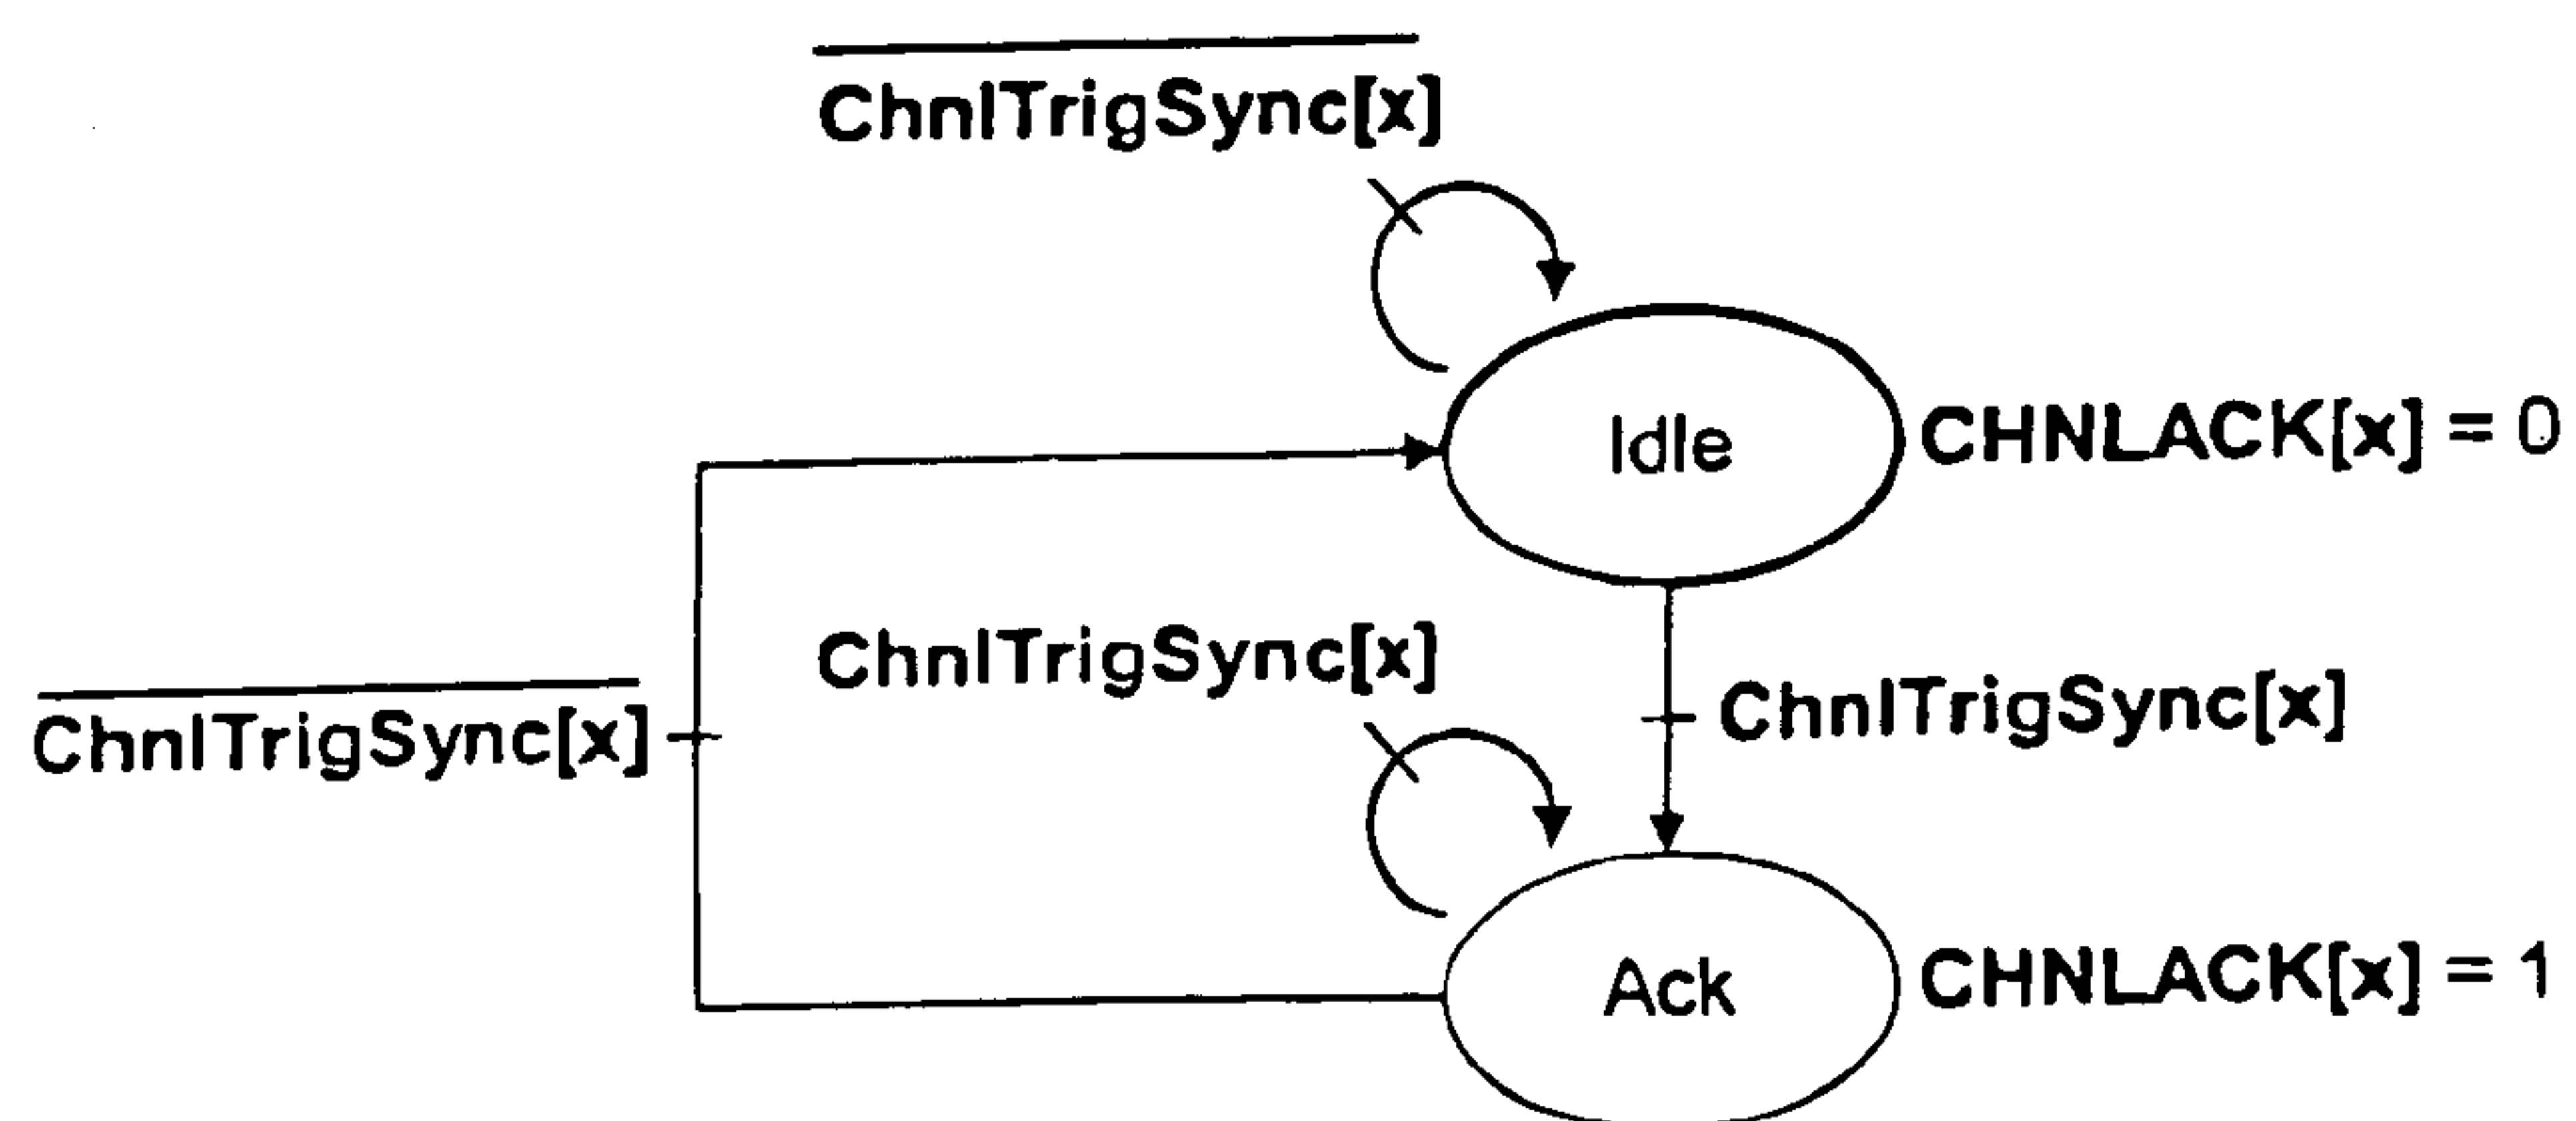 ChnlTrigSync[x]
Idle
CHNLACK[x] = 0
ChnlTrigSync[x]
ChnlTrigSync[x]
ChnlTrigSync[x]
Ack
CHNLACK[x] = 1